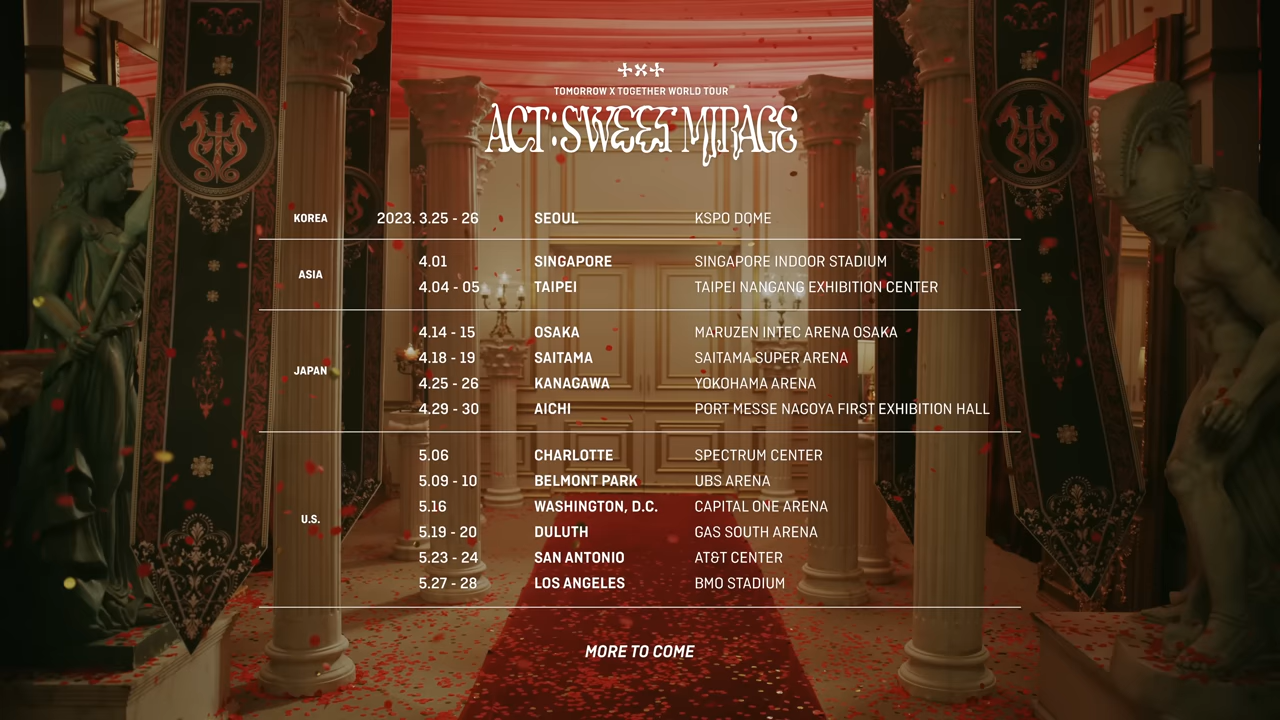 TOMORROW X TOGETHER WORLD TOUR
ACT : SWEET MIRAGE
KOREA 2023. 3.25 - 26 SEOUL KSPO DOME
ASIA
4.01 SINGAPORE SINGAPORE INDOOR STADIUM
4.04 - 05 TAIPEI TAIPEI NANGANG EXHIBITION CENTER
JAPAN
4.14 - 15 OSAKA MARUZEN INTEC ARENA OSAKA
4.18 - 19 SAITAMA SAITAMA SUPER ARENA
4.25 - 26 KANAGAWA YOKOHAMA ARENA
4.29 - 30 AICHI PORT MESSE NAGOYA FIRST EXHIBITION HALL
U.S.
5.06 CHARLOTTE SPECTRUM CENTER
5.09 - 10 BELMONT PARK UBS ARENA
5.16 WASHINGTON, D.C. CAPITAL ONE ARENA
5.19 - 20 DULUTH GAS SOUTH ARENA
5.23 - 24 SAN ANTONIO AT&T CENTER
5.27 - 28 LOS ANGELES BMO STADIUM
MORE TO COME